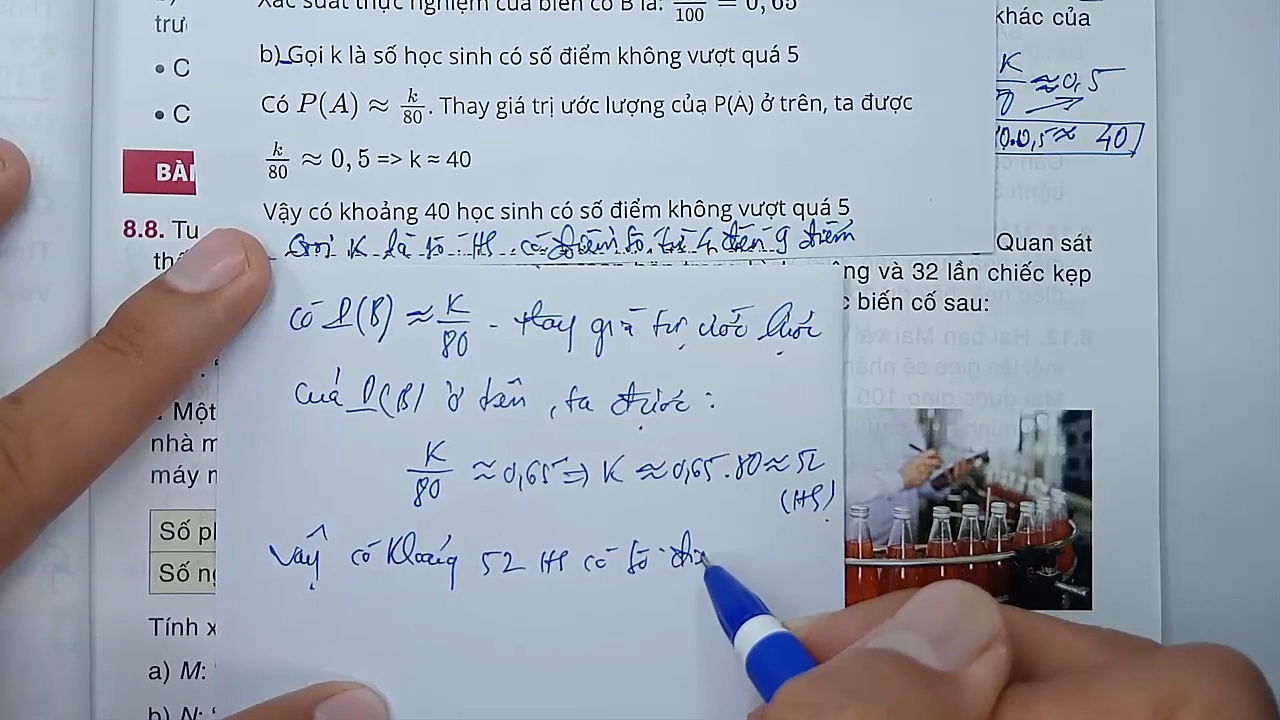 Xác suất thực nghiệm của biến cố B là: /100 = 0,65
trư
khác của
b) Gọi k là số học sinh có số điểm không vượt quá 5
• C
K ≈ 0,5
Có P(A) ≈ k/80. Thay giá trị ước lượng của P(A) ở trên, ta được
• C
0.0,5 ≈ 40
k/80 ≈ 0, 5 => k ≈ 40
BÀI
Vậy có khoảng 40 học sinh có số điểm không vượt quá 5
8.8. Tu
Quan sát
Gọi K là số HS có điểm số từ 4 đến 9 điểm
thố
ông và 32 lần chiếc kẹp
biến cố sau:
có P(B) ≈ K/80 - thay giá trị ước lược
của P(B) ở trên, ta được:
. Một
nhà m
máy n
K/80 ≈ 0,65 => K ≈ 0,65.80 ≈ 52
(HS)
Số pl
Vậy có khoảng 52 HS có số
Số ng
Tính x
a) M:
b) N: